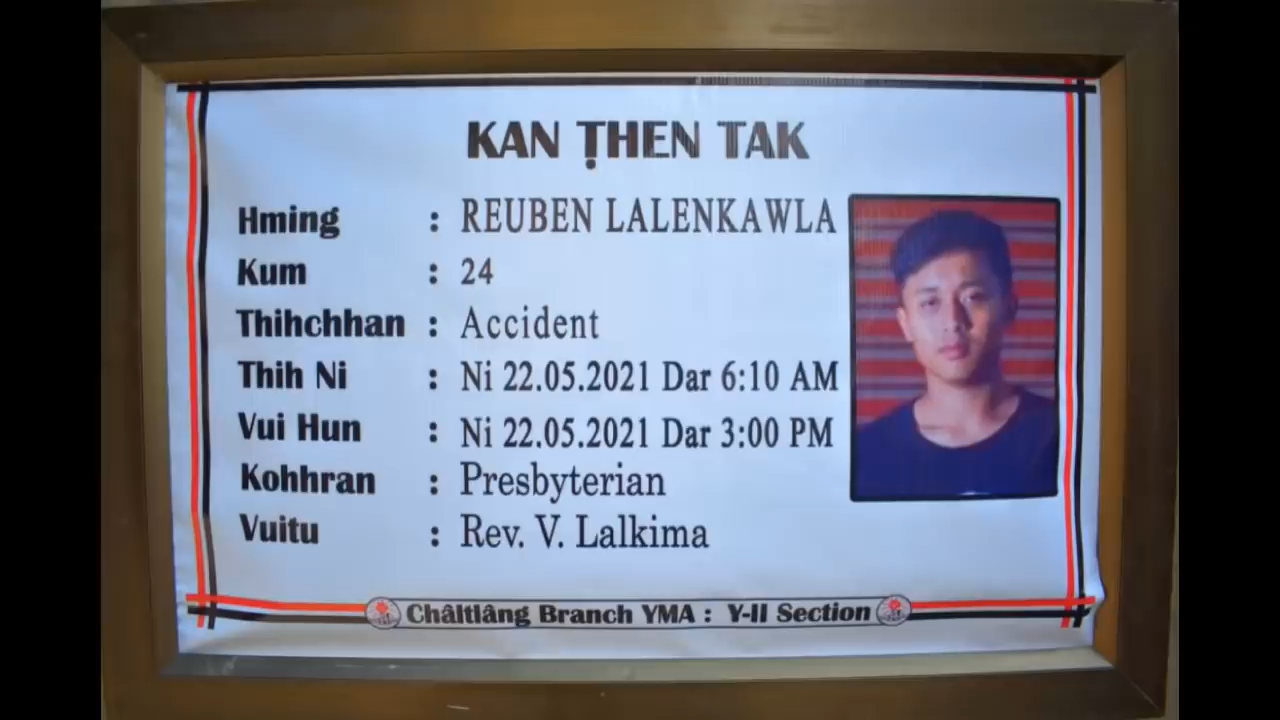 KAN ṬHEN TAK
Hming : REUBEN LALENKAWLA
Kum : 24
Thihchhan : Accident
Thih Ni : Ni 22.05.2021 Dar 6:10 AM
Vui Hun : Ni 22.05.2021 Dar 3:00 PM
Kohhran : Presbyterian
Vuitu : Rev. V. Lalkima
Châltlâng Branch YMA : Y-II Section